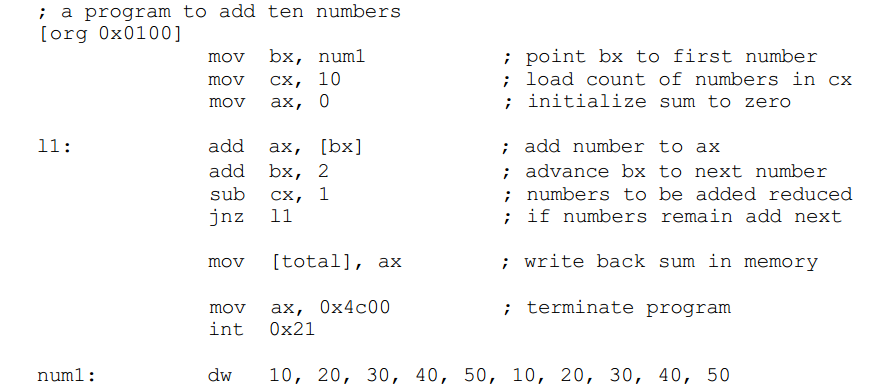 ; a program to add ten numbers
[org 0x0100]
mov bx, num1 ; point bx to first number
mov cx, 10 ; load count of numbers in cx
mov ax, 0 ; initialize sum to zero
l1: add ax, [bx] ; add number to ax
add bx, 2 ; advance bx to next number
sub cx, 1 ; numbers to be added reduced
jnz l1 ; if numbers remain add next
mov [total], ax ; write back sum in memory
mov ax, 0x4c00 ; terminate program
int 0x21
num1: dw 10, 20, 30, 40, 50, 10, 20, 30, 40, 50